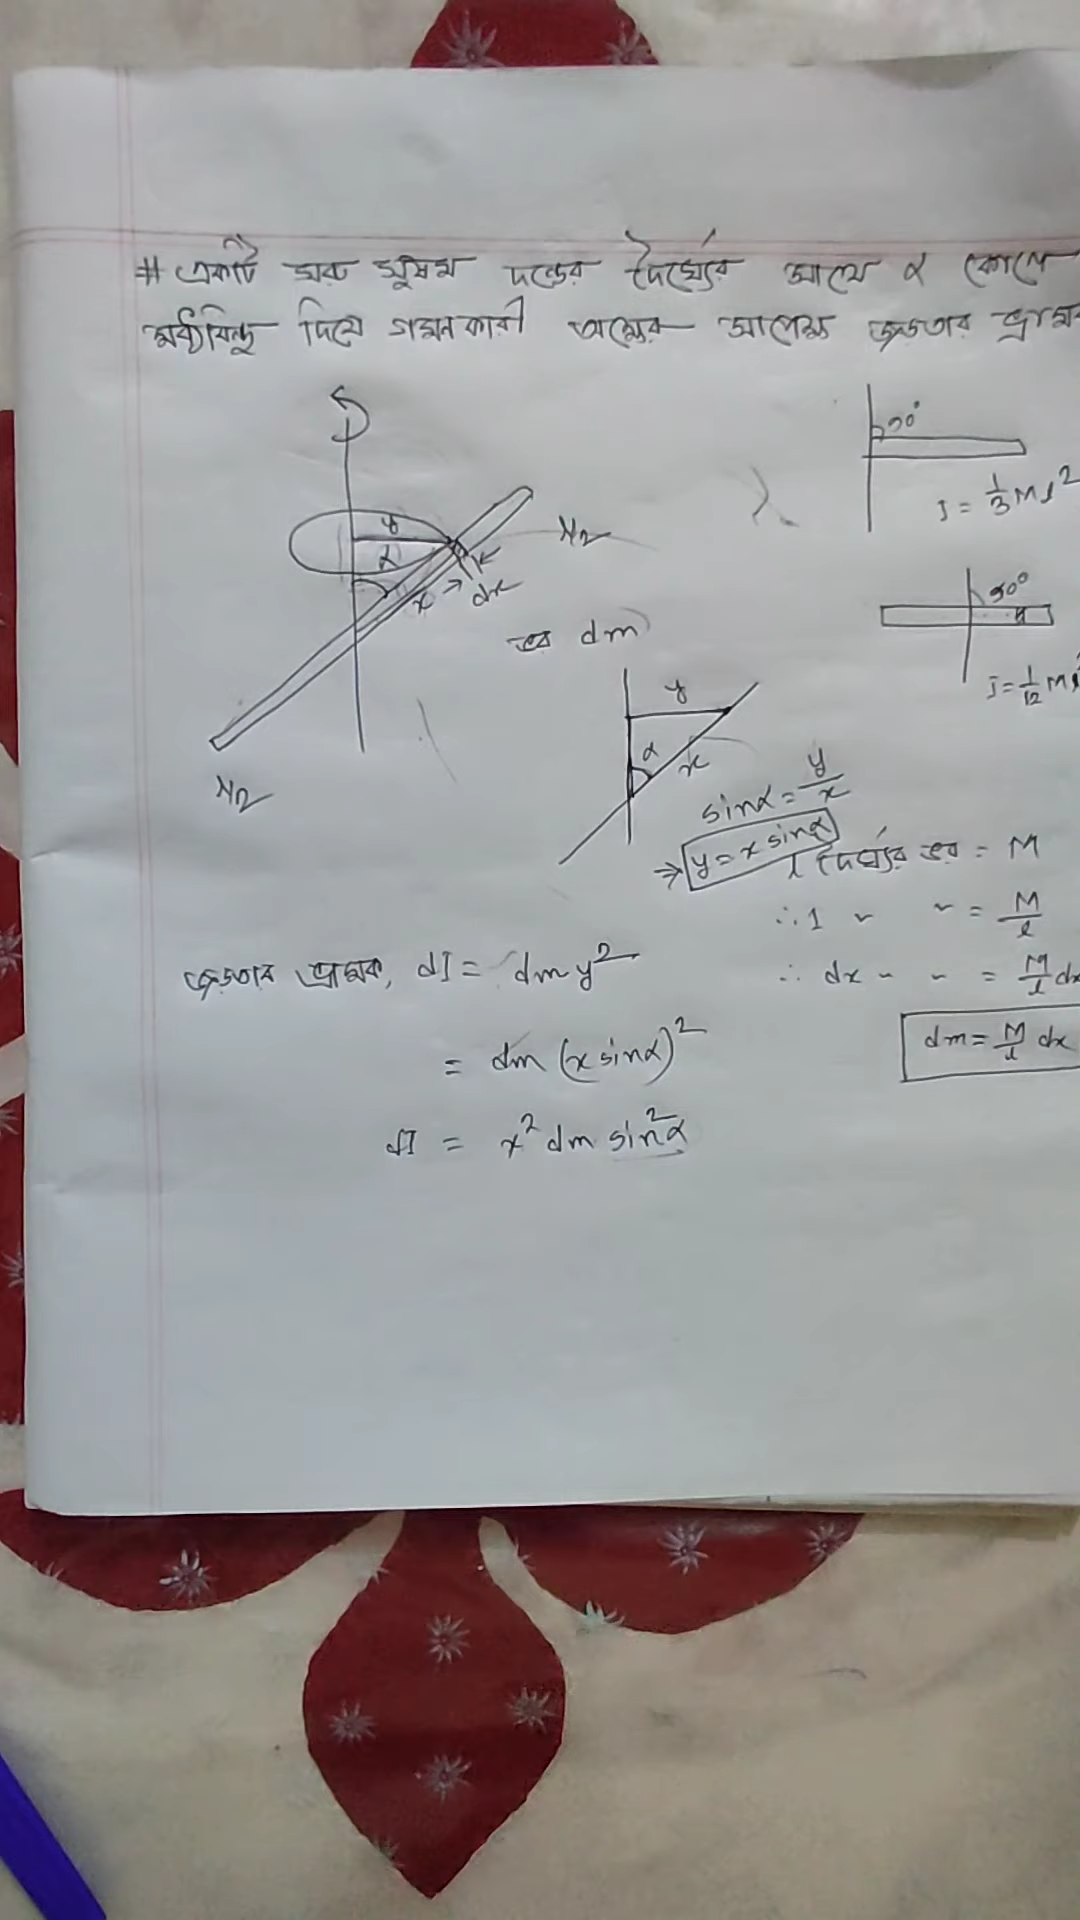 # একটি সরু সুষম দন্ডের দৈর্ঘ্যের সাথে α কোণে
মধ্যবিন্দু দিয়ে গমনকারী অক্ষের সাপেক্ষে জড়তার ভ্রামক
90°
I = 1/3 Ml²
y
α
x
dx
l/2
ভর dm
90°
I = 1/12 Ml²
l/2
y
α
x
sinα = y/x
⇒ y = x sinα
l দৈর্ঘ্যের ভর = M
∴ 1 " " = M/l
∴ dx " " = M/l dx
dm = M/l dx
জড়তার ভ্রামক, dI = dm y²
= dm (x sinα)²
dI = x² dm sin²α